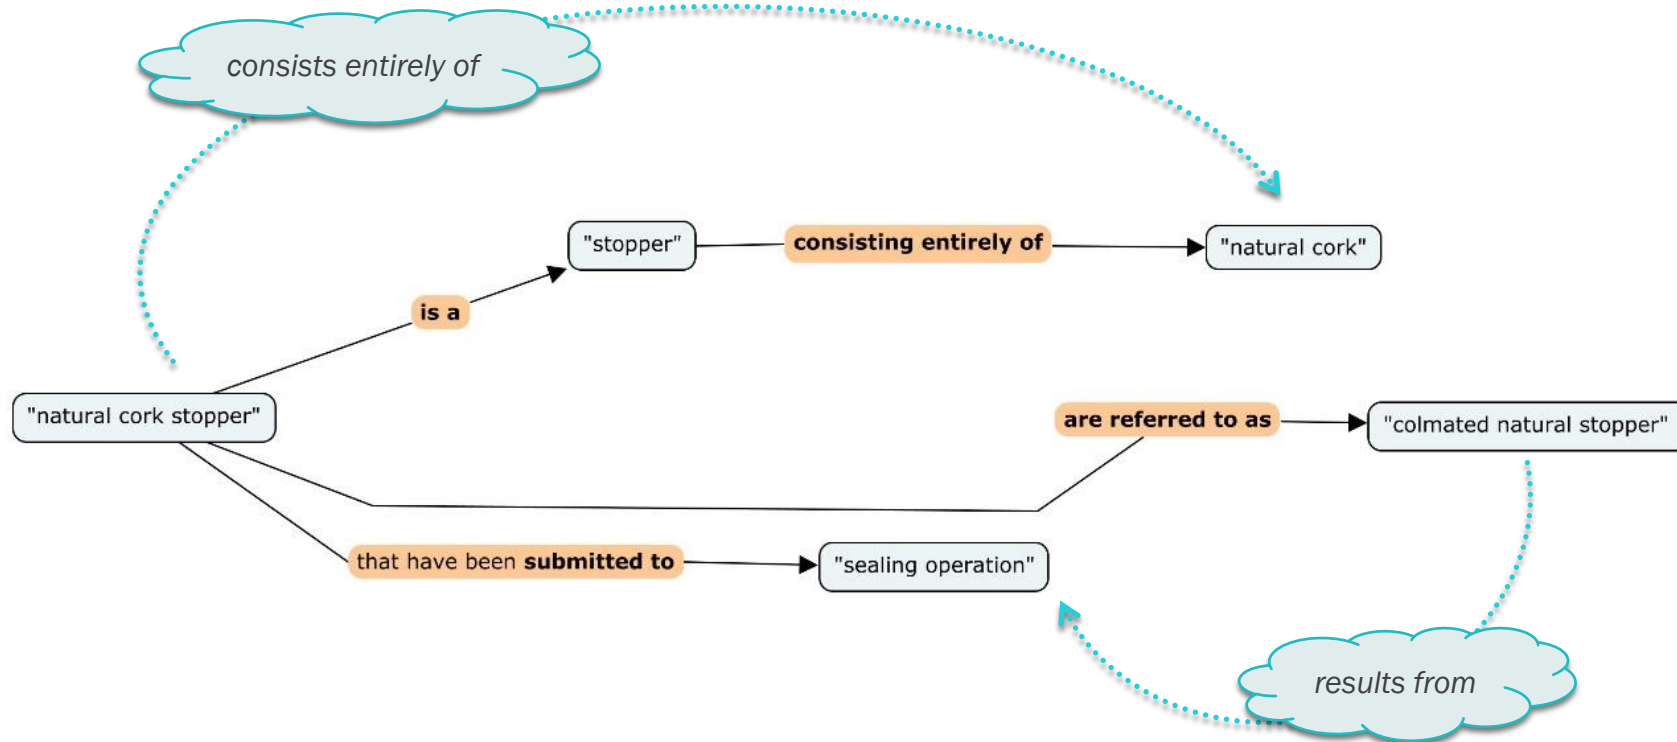 consists entirely of
"stopper"
consisting entirely of
"natural cork"
is a
"natural cork stopper"
are referred to as
"colmated natural stopper"
that have been submitted to
"sealing operation"
results from